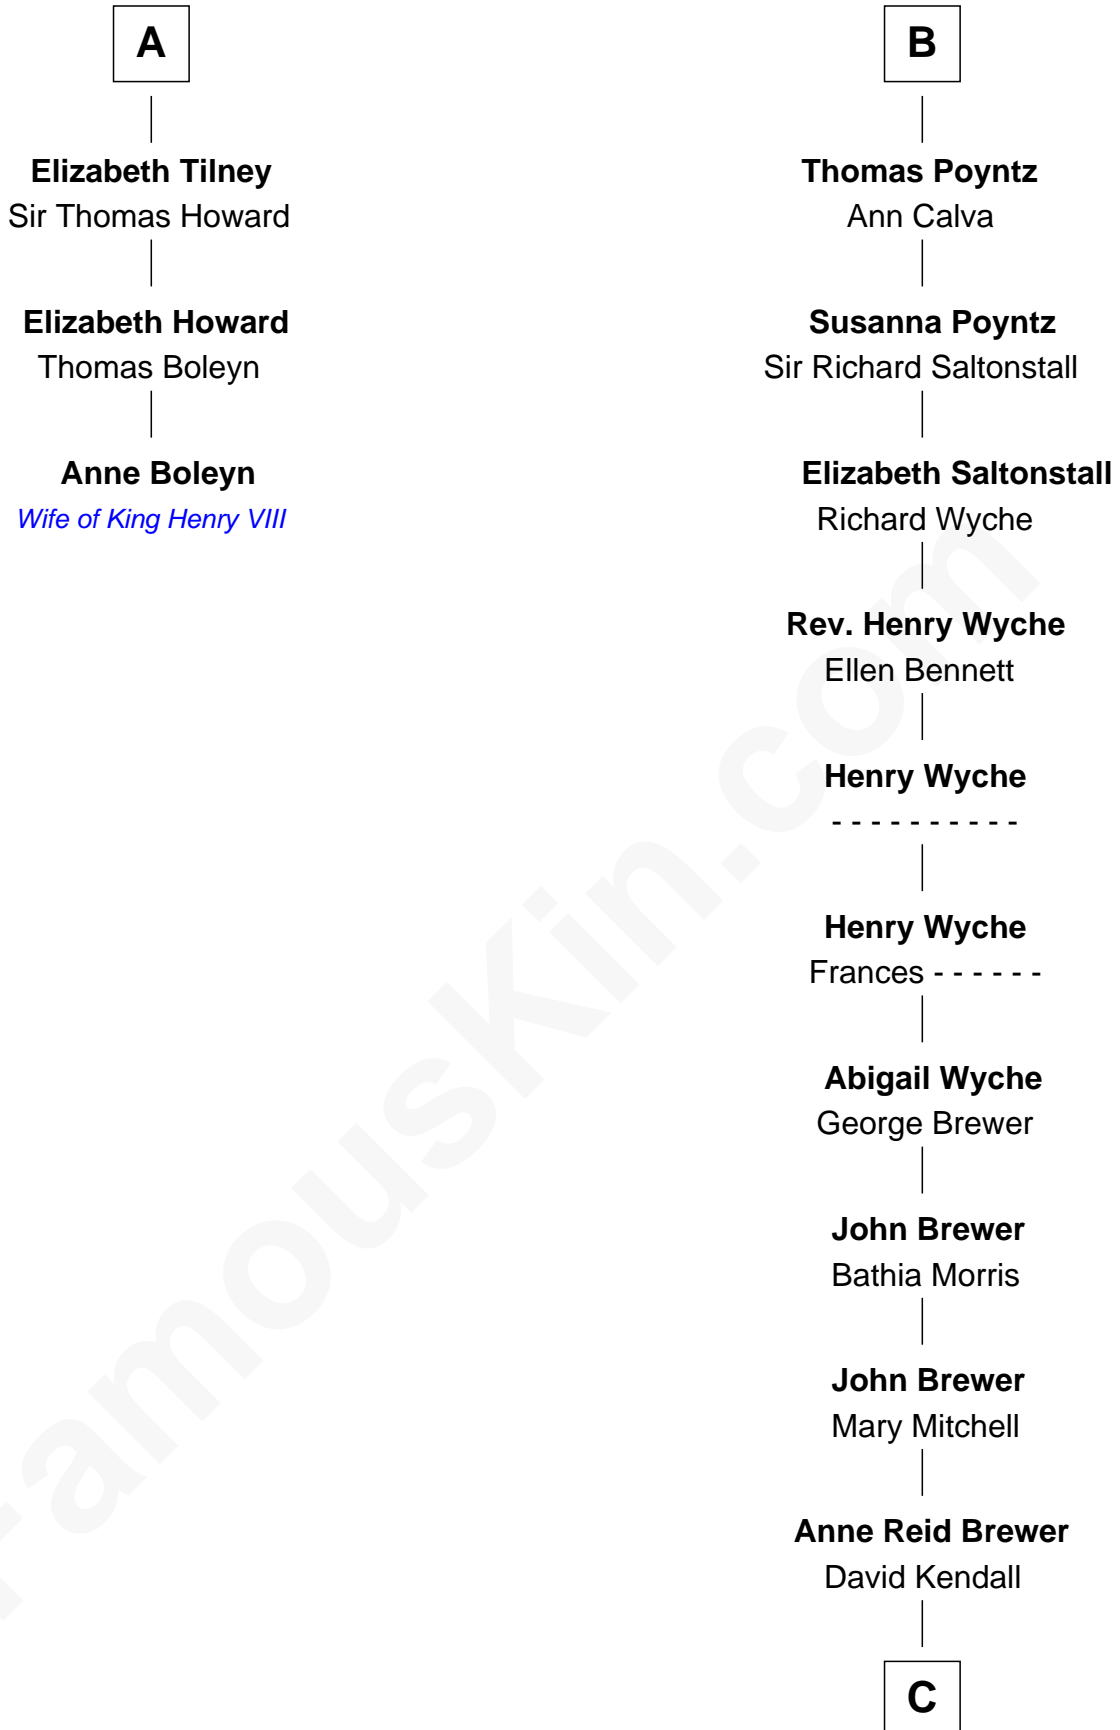 A
Elizabeth Tilney
Sir Thomas Howard
Elizabeth Howard
Thomas Boleyn
Anne Boleyn
Wife of King Henry VIII
B
Thomas Poyntz
Ann Calva
Susanna Poyntz
Sir Richard Saltonstall
Elizabeth Saltonstall
Richard Wyche
Rev. Henry Wyche
Ellen Bennett
Henry Wyche
- - - - - - - - - -
Henry Wyche
Frances - - - - - -
Abigail Wyche
George Brewer
John Brewer
Bathia Morris
John Brewer
Mary Mitchell
Anne Reid Brewer
David Kendall
C
FamousKin.com